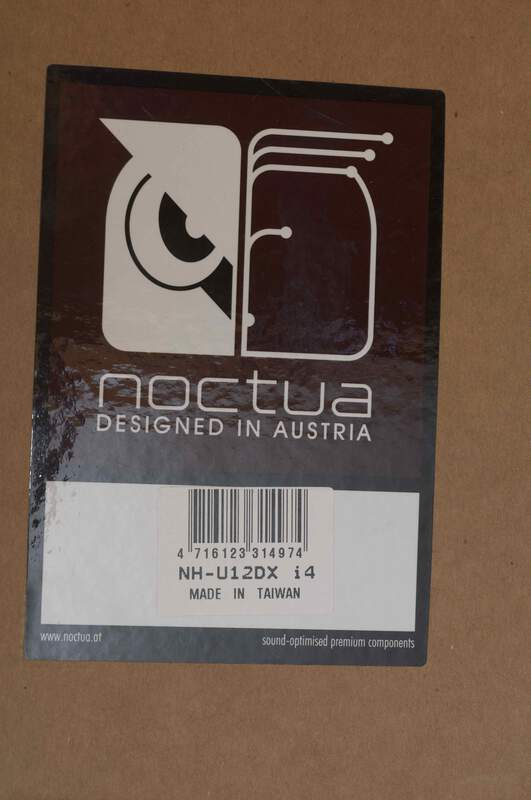 noctua
DESIGNED IN AUSTRIA
4 716123 314974
NH-U12DX i4
MADE IN TAIWAN
www.noctua.at
sound-optimised premium components